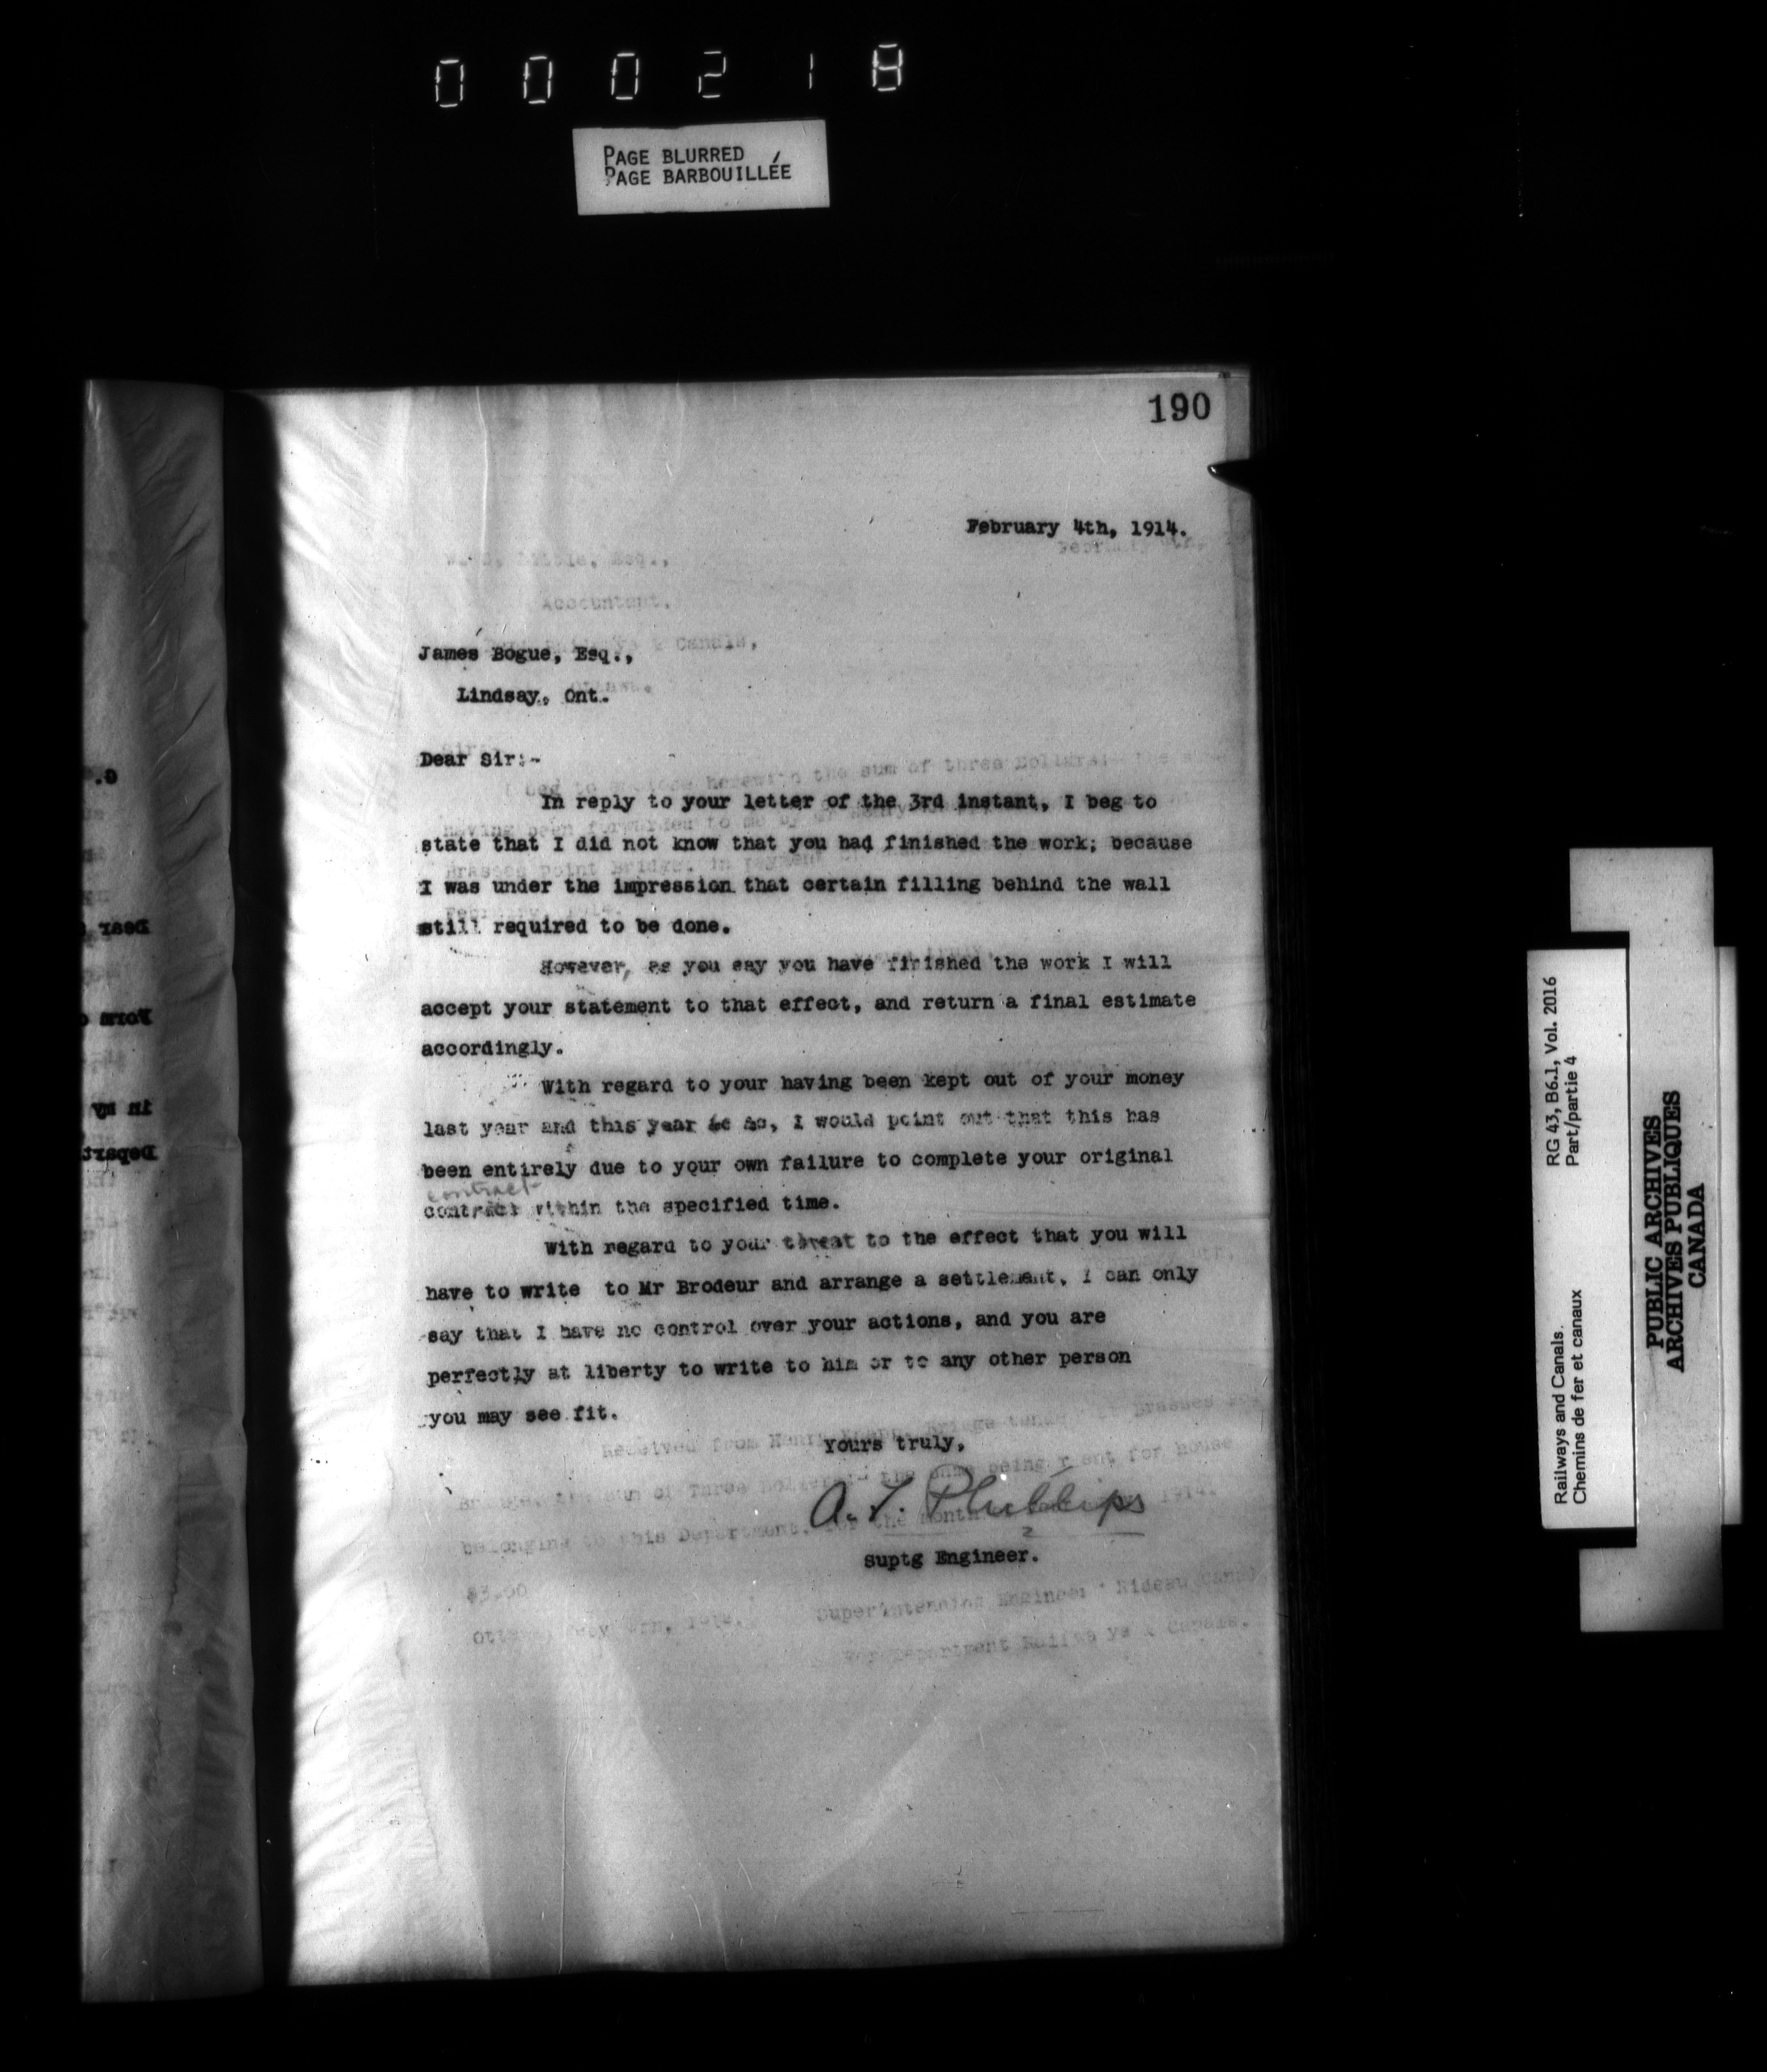 000218
PAGE BLURRED
PAGE BARBOUILLÉE
190
February 4th, 1914.
James Bogue, Esq.,
Lindsay, Ont.
Dear Sir:-
In reply to your letter of the 3rd instant, I beg to
state that I did not know that you had finished the work; because
I was under the impression that certain filling behind the wall
still required to be done.
However, as you say you have finished the work I will
accept your statement to that effect, and return a final estimate
accordingly.
With regard to your having been kept out of your money
last year and this year &c &c, I would point out that this has
been entirely due to your own failure to complete your original
contract
contract within the specified time.
With regard to your threat to the effect that you will
have to write to Mr Brodeur and arrange a settlement, I can only
say that I have no control over your actions, and you are
perfectly at liberty to write to him or to any other person
you may see fit.
Yours truly,
A. T. Phillips
Suptg Engineer.
Railways and Canals.
Chemins de fer et canaux
RG 43, B6.1, Vol. 2016
Part/partie 4
PUBLIC ARCHIVES
ARCHIVES PUBLIQUES
CANADA